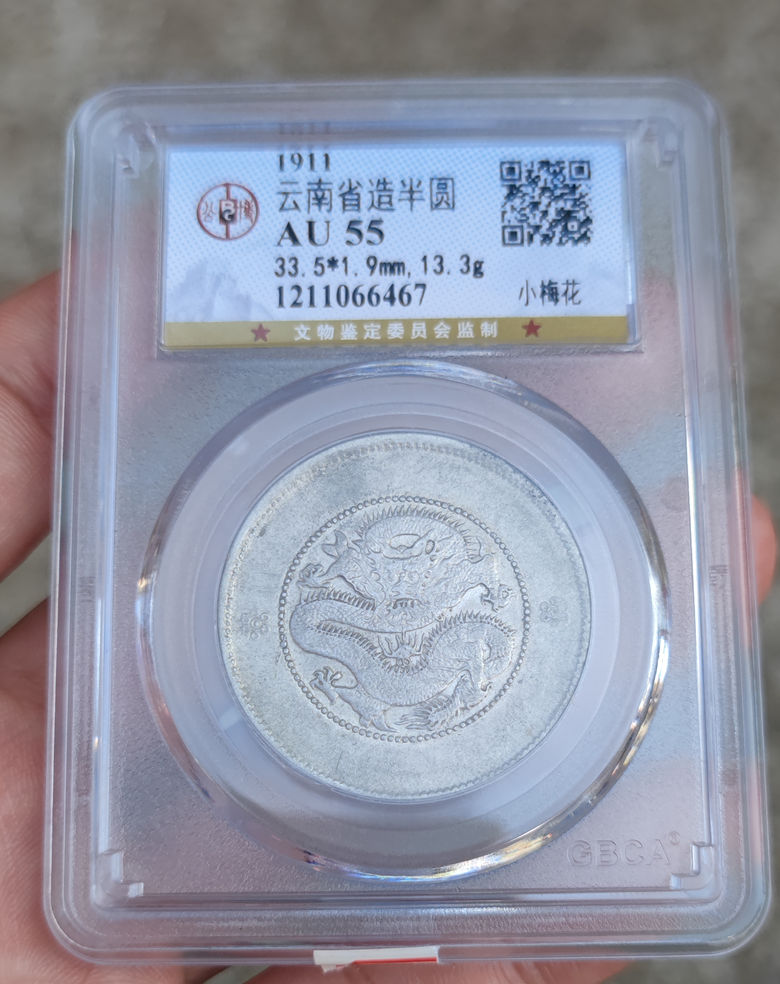 1911
云南省造半圆
AU 55
33.5*1.9mm,13.3g
1211066467 小梅花
文物鉴定委员会监制
GBCA®